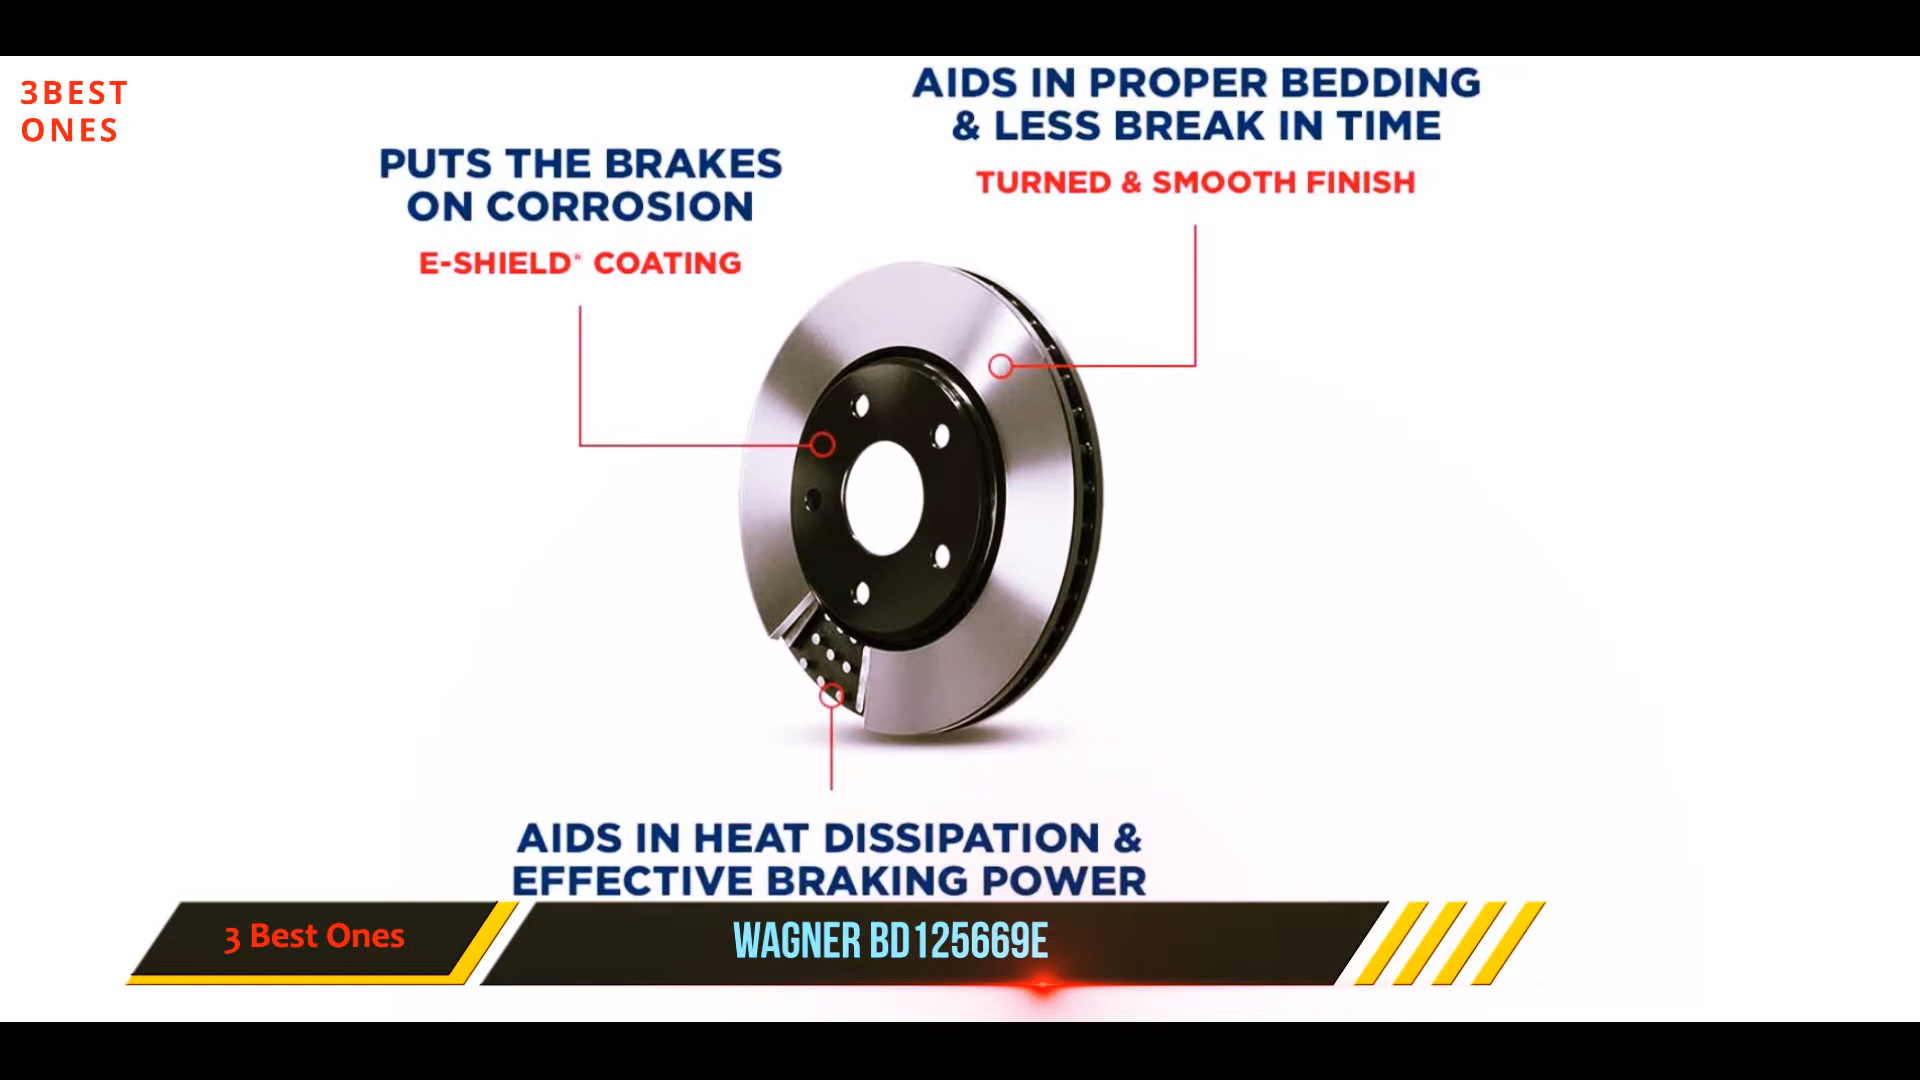 3BEST
ONES
AIDS IN PROPER BEDDING
& LESS BREAK IN TIME
TURNED & SMOOTH FINISH
PUTS THE BRAKES
ON CORROSION
E-SHIELD® COATING
AIDS IN HEAT DISSIPATION &
EFFECTIVE BRAKING POWER
3 Best Ones
WAGNER BD125669E